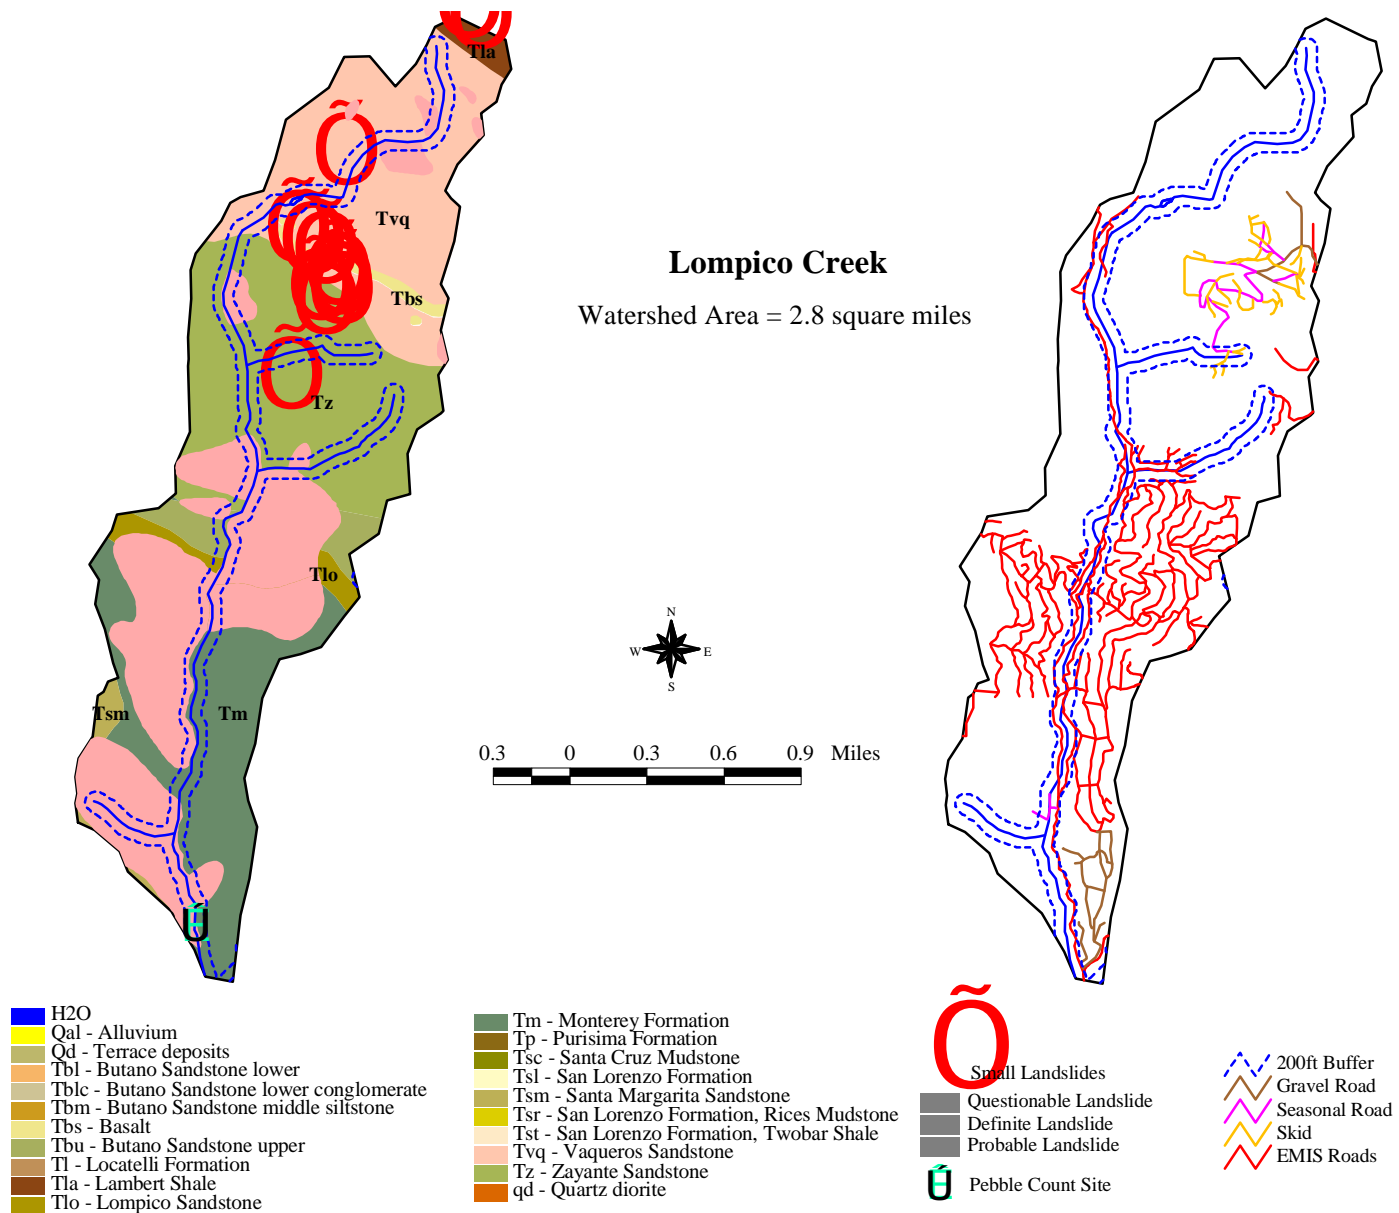 Tla
Tvq
Lompico Creek
Tbs
Watershed Area = 2.8 square miles
Tz
Tlo
N
W E
S
Tsm
Tm
0.3 0 0.3 0.6 0.9 Miles
H2O
Qal - Alluvium
Qd - Terrace deposits
Tbl - Butano Sandstone lower
Tblc - Butano Sandstone lower conglomerate
Tbm - Butano Sandstone middle siltstone
Tbs - Basalt
Tbu - Butano Sandstone upper
Tl - Locatelli Formation
Tla - Lambert Shale
Tlo - Lompico Sandstone
Tm - Monterey Formation
Tp - Purisima Formation
Tsc - Santa Cruz Mudstone
Tsl - San Lorenzo Formation
Tsm - Santa Margarita Sandstone
Tsr - San Lorenzo Formation, Rices Mudstone
Tst - San Lorenzo Formation, Twobar Shale
Tvq - Vaqueros Sandstone
Tz - Zayante Sandstone
qd - Quartz diorite
Õ
Small Landslides
Questionable Landslide
Definite Landslide
Probable Landslide
Ú Pebble Count Site
200ft Buffer
Gravel Road
Seasonal Road
Skid
EMIS Roads